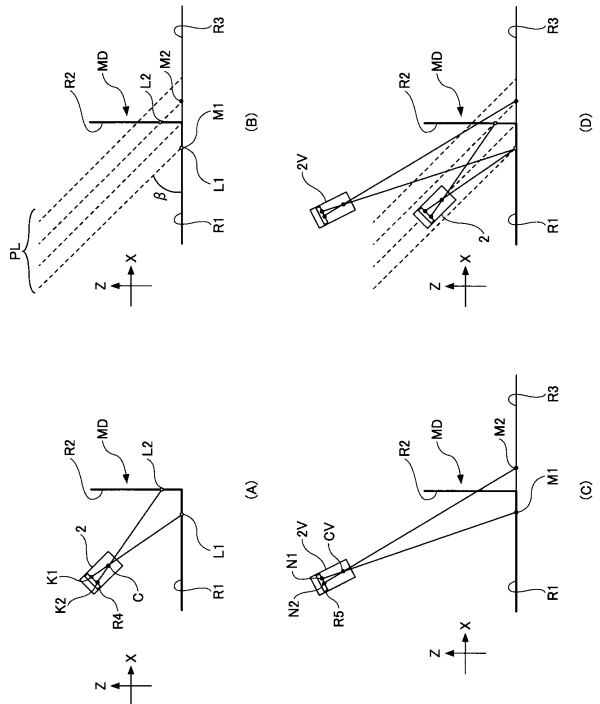 (A)
R2
MD
L2
K1
K2
2
R4
C
L1
R1
Z
X
(B)
PL
R2
MD
L2
M2
R3
β
M1
L1
R1
Z
X
(C)
N1
N2
2V
CV
R5
R2
MD
M2
R3
M1
R1
Z
X
(D)
2V
R2
MD
R3
2
R1
Z
X